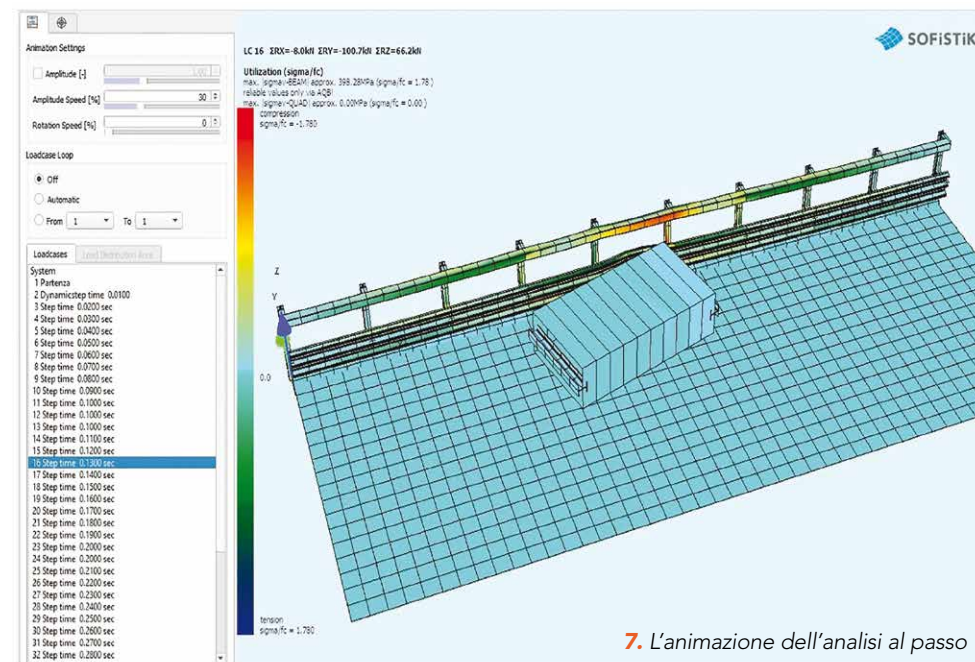 Animation Settings
Amplitude [-] 1.00
Amplitude Speed [%] 30
Rotation Speed [%] 0
Loadcase Loop
Off
Automatic
From 1 To 1
Loadcases Load Distribution Area
System
1 Partenza
2 Dynamicstep time 0.0100
3 Step time 0.0200 sec
4 Step time 0.0300 sec
5 Step time 0.0400 sec
6 Step time 0.0500 sec
7 Step time 0.0600 sec
8 Step time 0.0700 sec
9 Step time 0.0800 sec
10 Step time 0.0900 sec
11 Step time 0.1000 sec
12 Step time 0.1000 sec
13 Step time 0.1000 sec
14 Step time 0.1100 sec
15 Step time 0.1200 sec
16 Step time 0.1300 sec
17 Step time 0.1400 sec
18 Step time 0.1500 sec
19 Step time 0.1600 sec
20 Step time 0.1700 sec
21 Step time 0.1800 sec
22 Step time 0.1900 sec
23 Step time 0.2000 sec
24 Step time 0.2000 sec
25 Step time 0.2100 sec
26 Step time 0.2200 sec
27 Step time 0.2300 sec
28 Step time 0.2400 sec
29 Step time 0.2500 sec
30 Step time 0.2600 sec
31 Step time 0.2700 sec
32 Step time 0.2800 sec
LC 16 ΣRX=-8.0kN ΣRY=-100.7kN ΣRZ=66.2kN
Utilization (sigma/fc)
max. |sigmav-BEAM| approx. 398.28MPa (sigma/fc = 1.78 )
reliable values only via AQB!
max. |sigmav-QUAD| approx. 0.00MPa (sigma/fc = 0.00 )
compression
sigma/fc = -1.780
Z
Y
0.0
tension
sigma/fc = 1.780
SOFiSTiK
7. L'animazione dell'analisi al passo